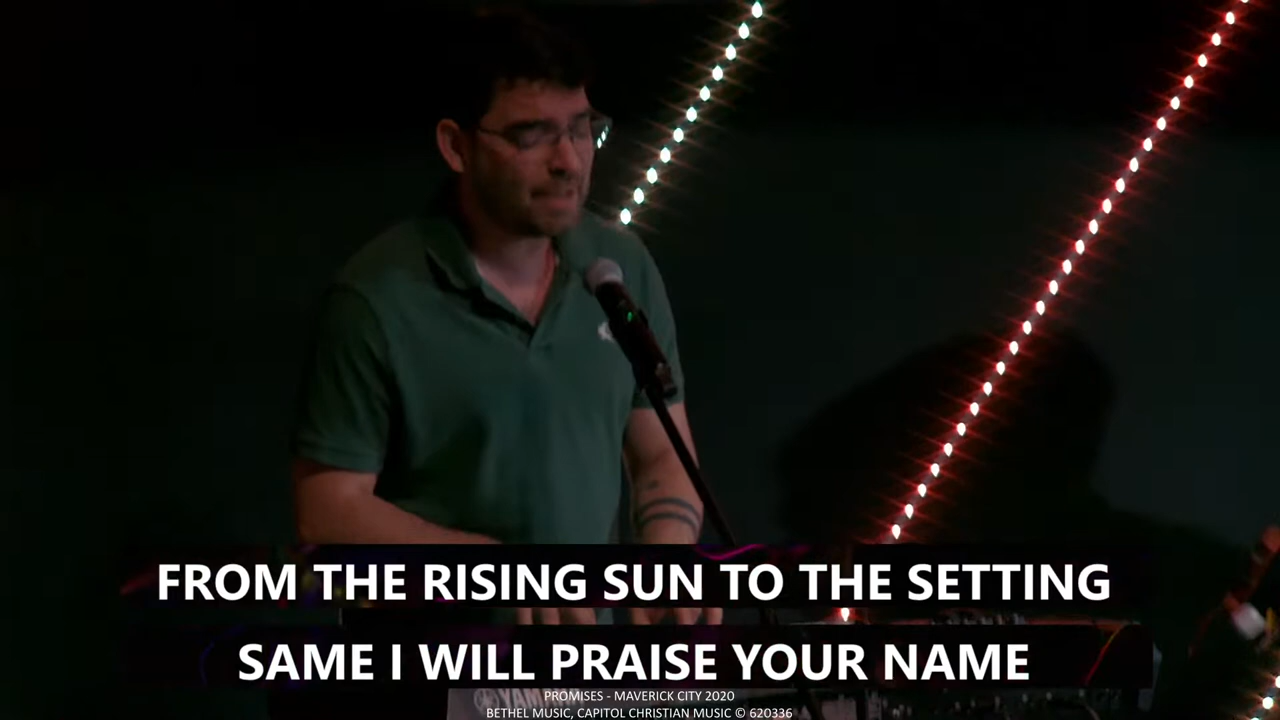 FROM THE RISING SUN TO THE SETTING
SAME I WILL PRAISE YOUR NAME
PROMISES - MAVERICK CITY 2020
BETHEL MUSIC, CAPITOL CHRISTIAN MUSIC © 620336